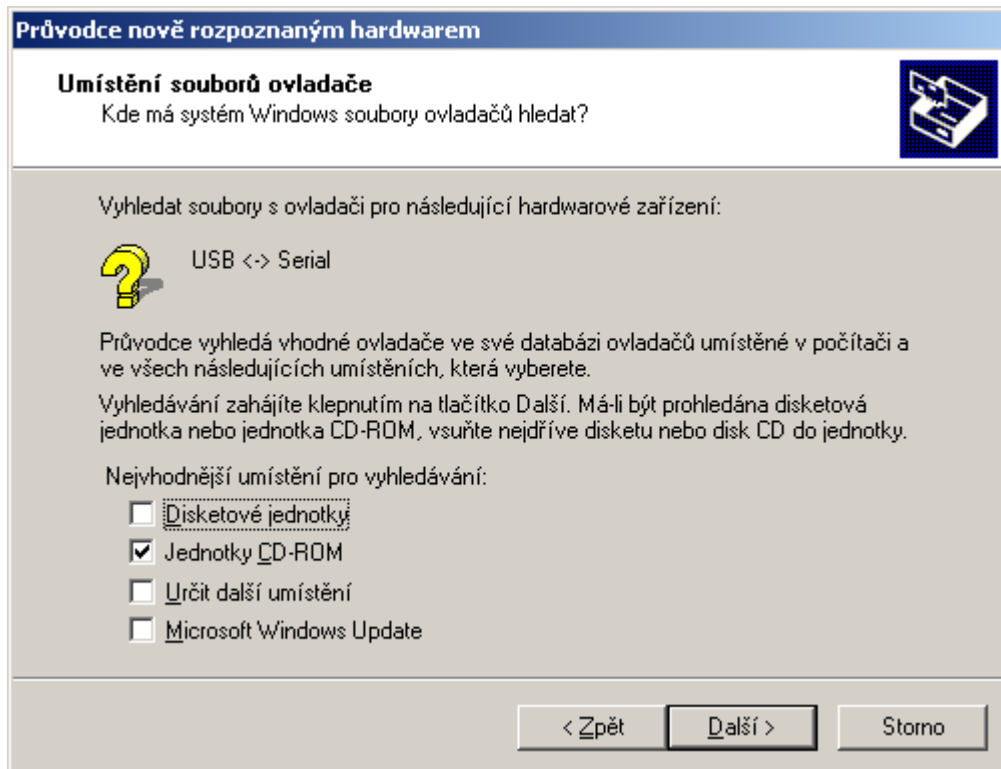 Průvodce nově rozpoznaným hardwarem
Umístění souborů ovladače
Kde má systém Windows soubory ovladačů hledat?
Vyhledat soubory s ovladači pro následující hardwarové zařízení:
USB <-> Serial
Průvodce vyhledá vhodné ovladače ve své databázi ovladačů umístěné v počítači a
ve všech následujících umístěních, která vyberete.
Vyhledávání zahájíte klepnutím na tlačítko Další. Má-li být prohledána disketová
jednotka nebo jednotka CD-ROM, vsuňte nejdříve disketu nebo disk CD do jednotky.
Nejvhodnější umístění pro vyhledávání:
Disketové jednotky
Jednotky CD-ROM
Určit další umístění
Microsoft Windows Update
< Zpět
Další >
Storno